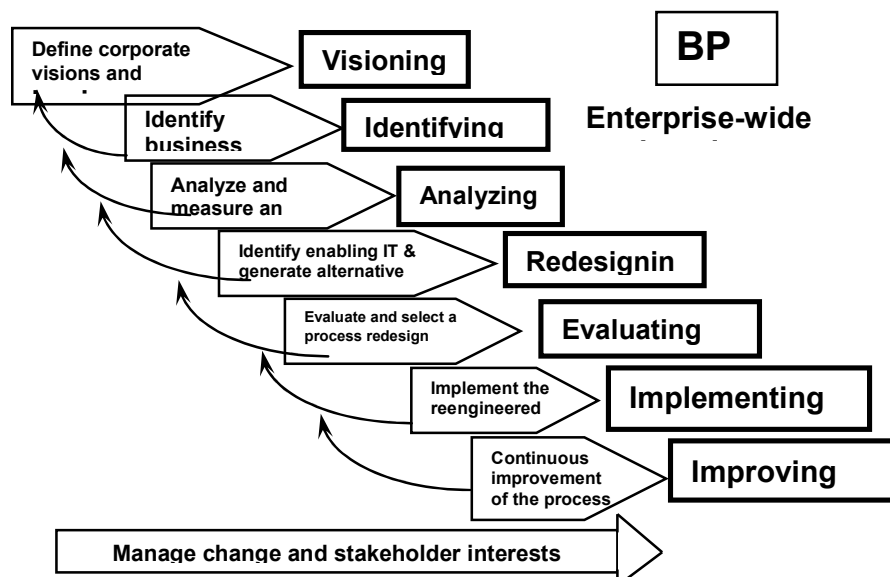 Define corporate
visions and
Visioning
BP
Enterprise-wide
Identify
business
Identifying
Analyze and
measure an
Analyzing
Identify enabling IT &
generate alternative
Redesignin
Evaluate and select a
process redesign
Evaluating
Implement the
reengineered
Implementing
Continuous
improvement
of the process
Improving
Manage change and stakeholder interests